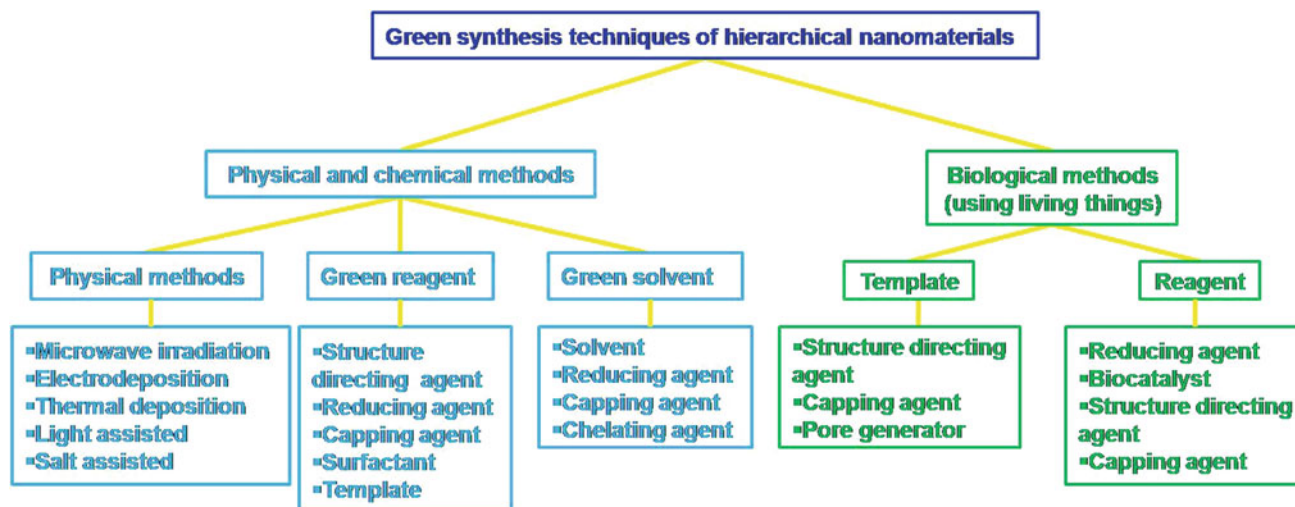 Green synthesis techniques of hierarchical nanomaterials
Physical and chemical methods
Biological methods
(using living things)
Physical methods
Green reagent
Green solvent
Template
Reagent
▪Microwave irradiation
▪Electrodeposition
▪Thermal deposition
▪Light assisted
▪Salt assisted
▪Structure
directing agent
▪Reducing agent
▪Capping agent
▪Surfactant
▪Template
▪Solvent
▪Reducing agent
▪Capping agent
▪Chelating agent
▪Structure directing
agent
▪Capping agent
▪Pore generator
▪Reducing agent
▪Biocatalyst
▪Structure directing
agent
▪Capping agent